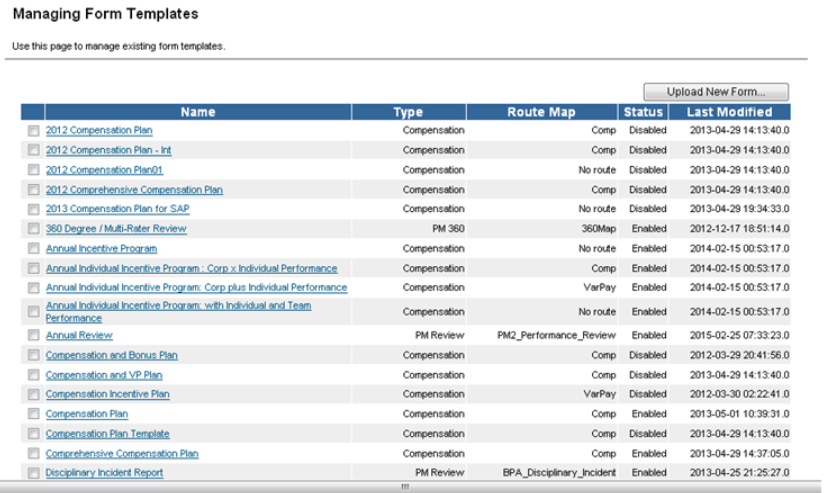 Managing Form Templates
Use this page to manage existing form templates.
Upload New Form...
Name Type Route Map Status Last Modified
2012 Compensation Plan Compensation Comp Disabled 2013-04-29 14:13:40.0
2012 Compensation Plan - Int Compensation Comp Disabled 2013-04-29 14:13:40.0
2012 Compensation Plan01 Compensation No route Disabled 2013-04-29 14:13:40.0
2012 Comprehensive Compensation Plan Compensation Comp Disabled 2013-04-29 14:13:40.0
2013 Compensation Plan for SAP Compensation No route Disabled 2013-04-29 19:34:33.0
360 Degree / Multi-Rater Review PM 360 360Map Enabled 2012-12-17 18:51:14.0
Annual Incentive Program Compensation No route Enabled 2014-02-15 00:53:17.0
Annual Individual Incentive Program : Corp x Individual Performance Compensation Comp Enabled 2014-02-15 00:53:17.0
Annual Individual Incentive Program: Corp plus Individual Performance Compensation VarPay Enabled 2014-02-15 00:53:17.0
Annual Individual Incentive Program: with Individual and Team
Performance Compensation No route Enabled 2014-02-15 00:53:17.0
Annual Review PM Review PM2_Performance_Review Enabled 2015-02-25 07:33:23.0
Compensation and Bonus Plan Compensation Comp Disabled 2012-03-29 20:41:56.0
Compensation and VP Plan Compensation Comp Disabled 2013-04-29 14:13:40.0
Compensation Incentive Plan Compensation VarPay Disabled 2012-03-30 02:22:41.0
Compensation Plan Compensation Comp Enabled 2013-05-01 10:39:31.0
Compensation Plan Template Compensation Comp Disabled 2013-04-29 14:13:40.0
Comprehensive Compensation Plan Compensation Comp Enabled 2013-04-29 14:37:05.0
Disciplinary Incident Report PM Review BPA_Disciplinary_Incident Enabled 2013-04-25 21:25:27.0